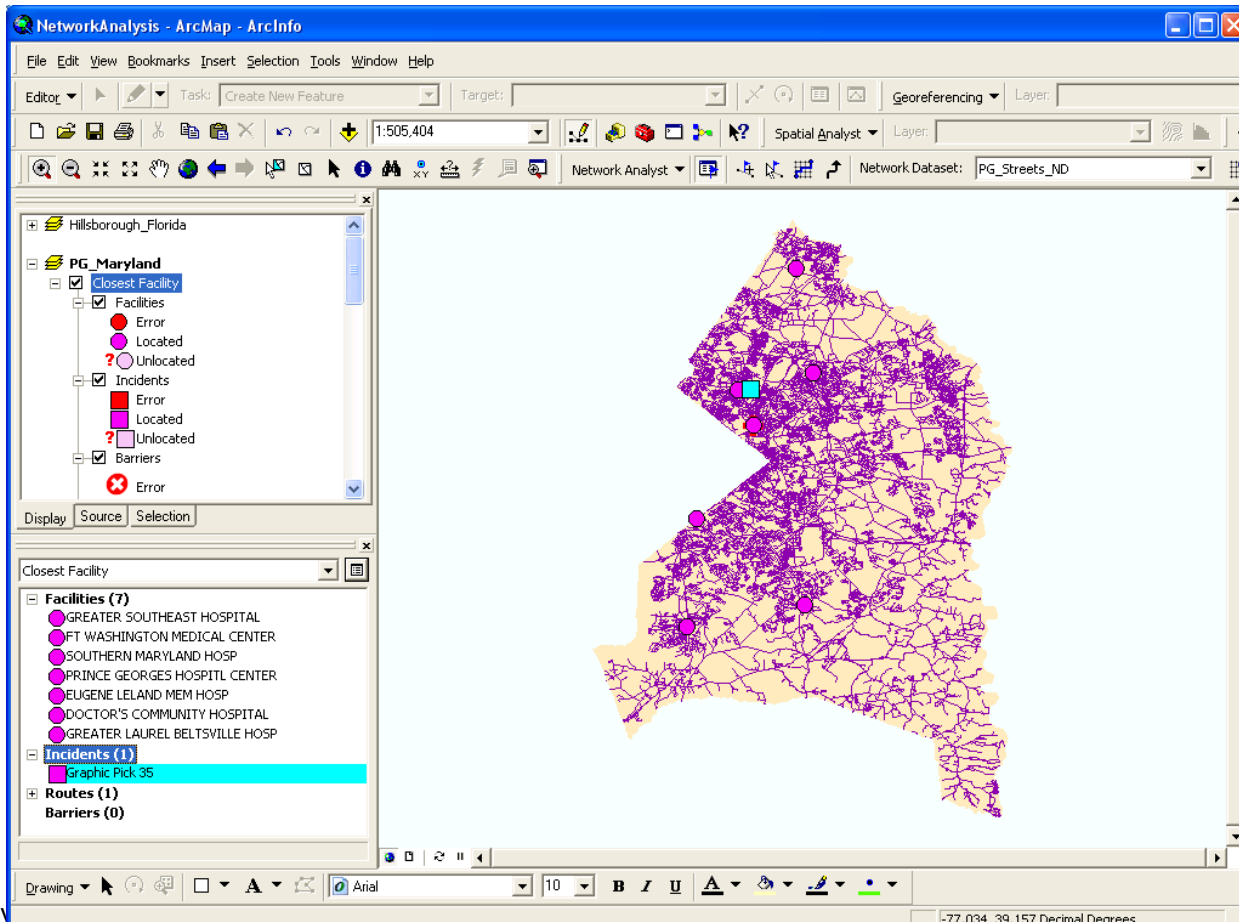 NetworkAnalysis - ArcMap - ArcInfo
File Edit View Bookmarks Insert Selection Tools Window Help
Editor Task: Create New Feature Target: Georeferencing Layer:
1:505,404 Spatial Analyst Layer:
Network Analyst Network Dataset: PG_Streets_ND
Hillsborough_Florida
PG_Maryland
Closest Facility
Facilities
Error
Located
? Unlocated
Incidents
Error
Located
? Unlocated
Barriers
Error
Display Source Selection
Closest Facility
Facilities (7)
GREATER SOUTHEAST HOSPITAL
FT WASHINGTON MEDICAL CENTER
SOUTHERN MARYLAND HOSP
PRINCE GEORGES HOSPITL CENTER
EUGENE LELAND MEM HOSP
DOCTOR'S COMMUNITY HOSPITAL
GREATER LAUREL BELTSVILLE HOSP
Incidents (1)
Graphic Pick 35
Routes (1)
Barriers (0)
Drawing A Arial 10 B I U A
-77.034 39.157 Decimal Degrees